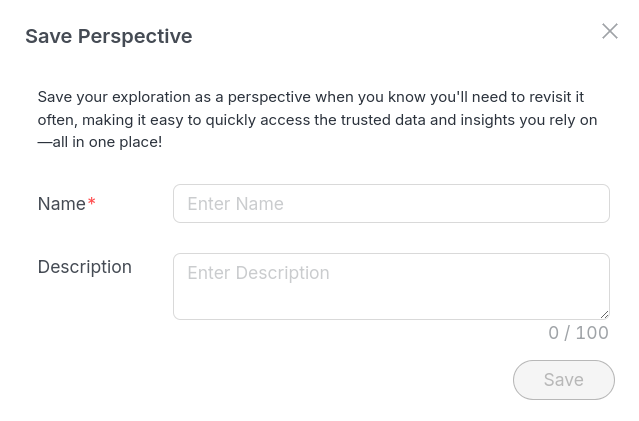 Save Perspective
Save your exploration as a perspective when you know you'll need to revisit it
often, making it easy to quickly access the trusted data and insights you rely on
—all in one place!
Name*
Enter Name
Description
Enter Description
0 / 100
Save